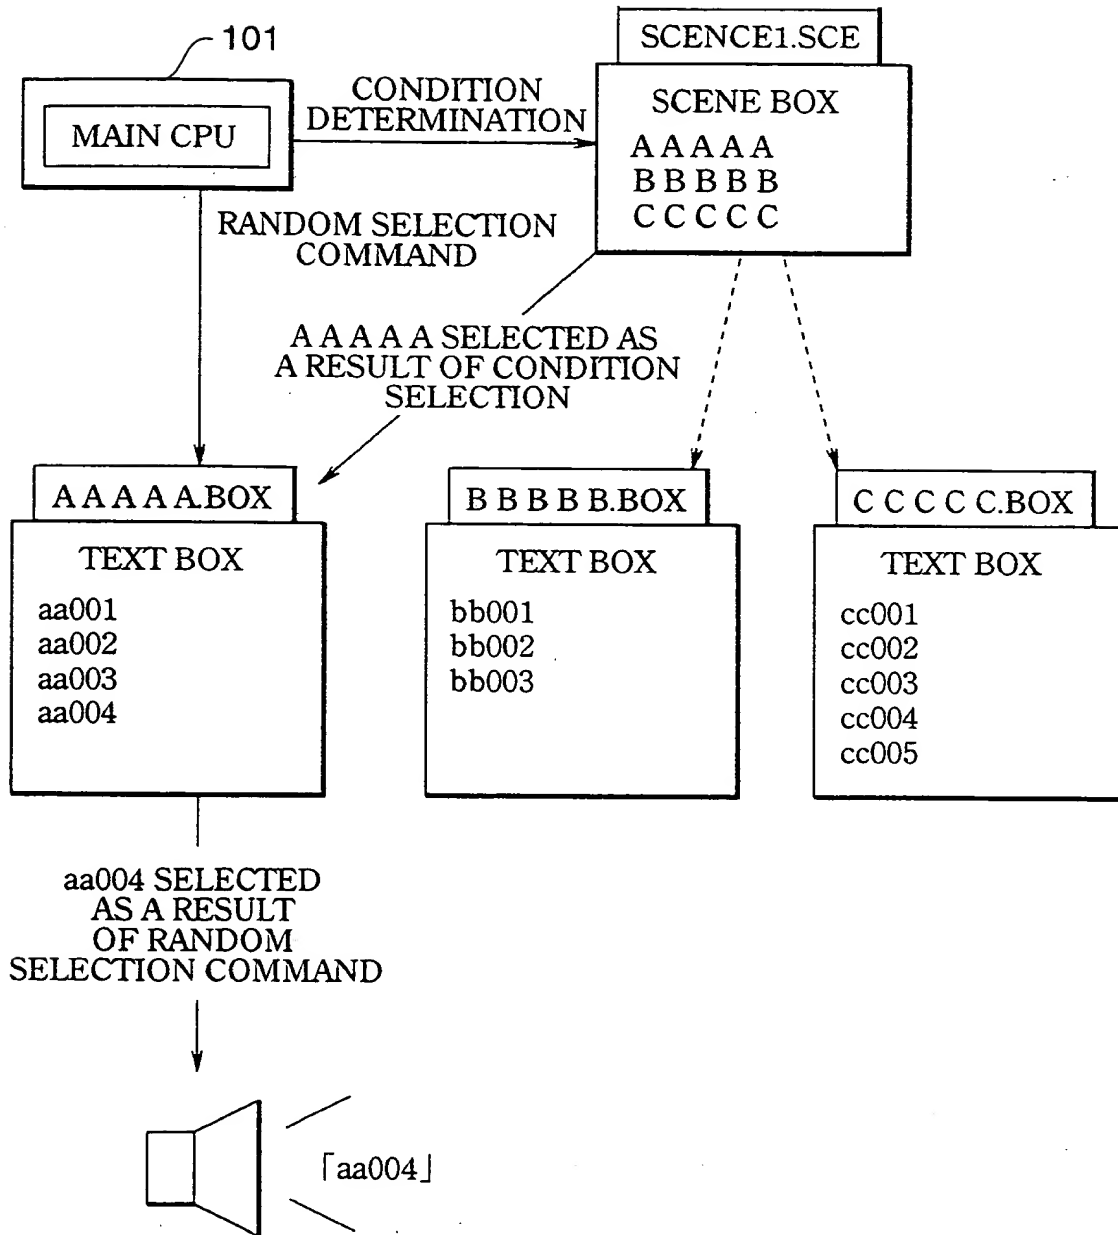 101
SCENCE1.SCE
MAIN CPU
CONDITION
DETERMINATION
SCENE BOX
A A A A A
B B B B B
C C C C C
RANDOM SELECTION
COMMAND
A A A A A SELECTED AS
A RESULT OF CONDITION
SELECTION
A A A A A.BOX
TEXT BOX
aa001
aa002
aa003
aa004
B B B B B.BOX
TEXT BOX
bb001
bb002
bb003
C C C C C.BOX
TEXT BOX
cc001
cc002
cc003
cc004
cc005
aa004 SELECTED
AS A RESULT
OF RANDOM
SELECTION COMMAND
「aa004」